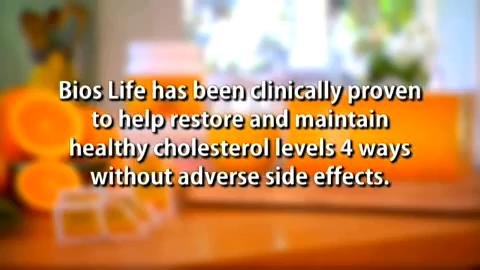 Bios Life has been clinically proven
to help restore and maintain
healthy cholesterol levels 4 ways
without adverse side effects.